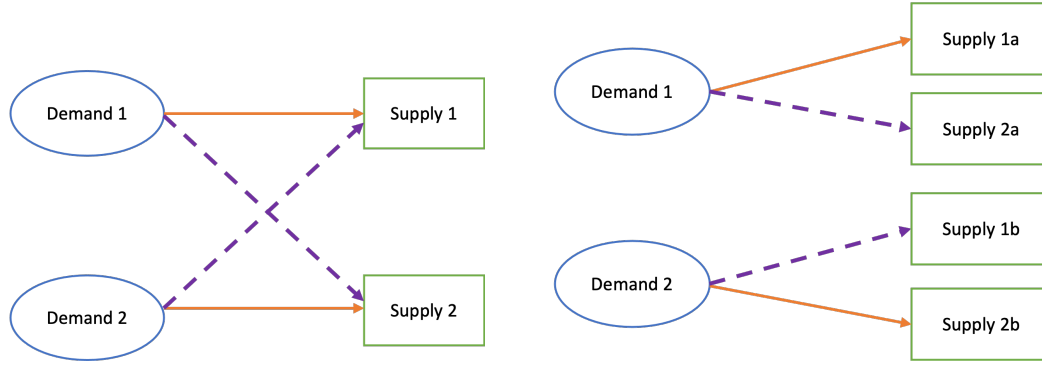 Demand 1
Supply 1
Demand 2
Supply 2
Demand 1
Supply 1a
Supply 2a
Demand 2
Supply 1b
Supply 2b